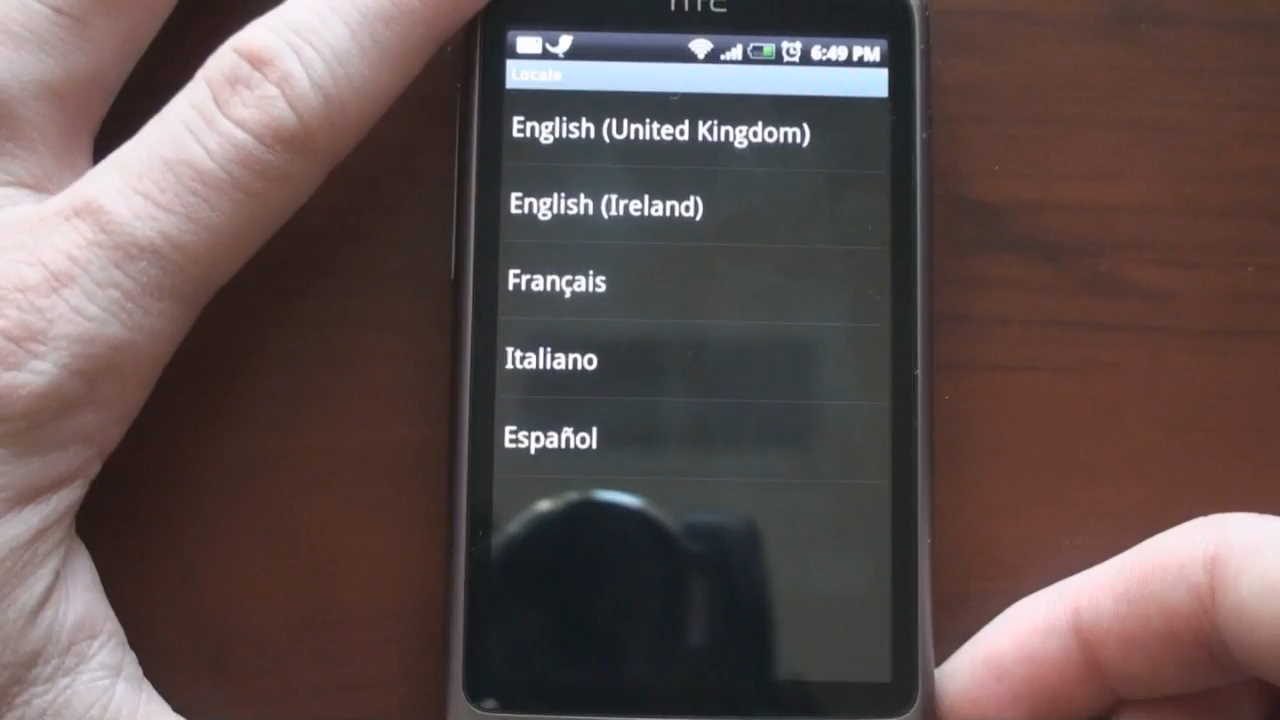 hTC
6:49 PM
Locale
English (United Kingdom)
English (Ireland)
Français
Italiano
Español